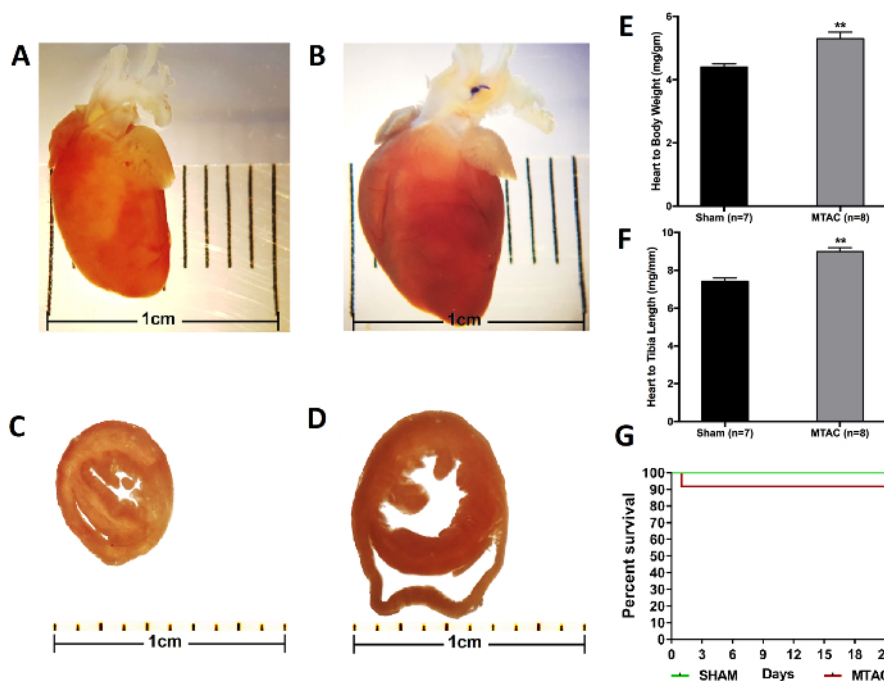 A
B
1cm
1cm
C
D
1cm
1cm
E
Heart to Body Weight (mg/gm)
6
4
2
0
**
Sham (n=7)
MTAC (n=8)
F
Heart to Tibia Length (mg/mm)
10
8
6
4
2
0
**
Sham (n=7)
MTAC (n=8)
G
Percent survival
100
90
80
70
60
50
40
30
20
10
0
0 3 6 9 12 15 18 2
SHAM Days MTAC